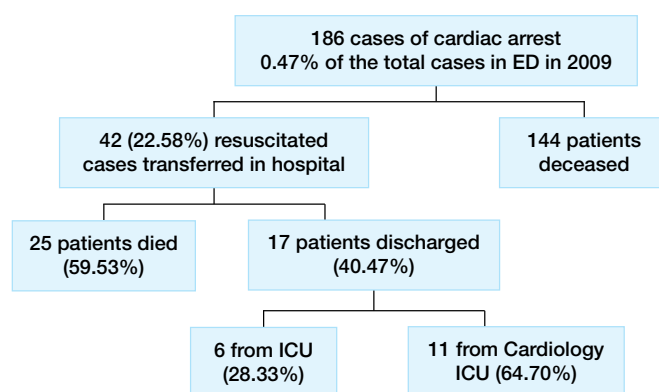 186 cases of cardiac arrest
0.47% of the total cases in ED in 2009
42 (22.58%) resuscitated
cases transferred in hospital
144 patients
deceased
25 patients died
(59.53%)
17 patients discharged
(40.47%)
6 from ICU
(28.33%)
11 from Cardiology
ICU (64.70%)